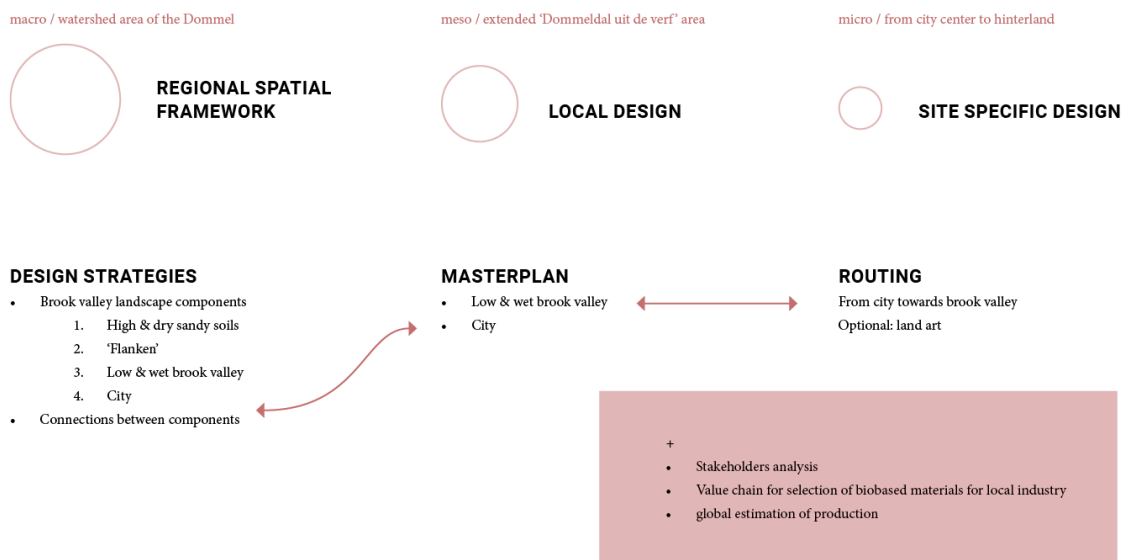 macro / watershed area of the Dommel
REGIONAL SPATIAL
FRAMEWORK
meso / extended ‘Dommeldal uit de verf’ area
LOCAL DESIGN
micro / from city center to hinterland
SITE SPECIFIC DESIGN
DESIGN STRATEGIES
• Brook valley landscape components
1. High & dry sandy soils
2. ‘Flanken’
3. Low & wet brook valley
4. City
• Connections between components
MASTERPLAN
• Low & wet brook valley
• City
ROUTING
From city towards brook valley
Optional: land art
+
• Stakeholders analysis
• Value chain for selection of biobased materials for local industry
• global estimation of production